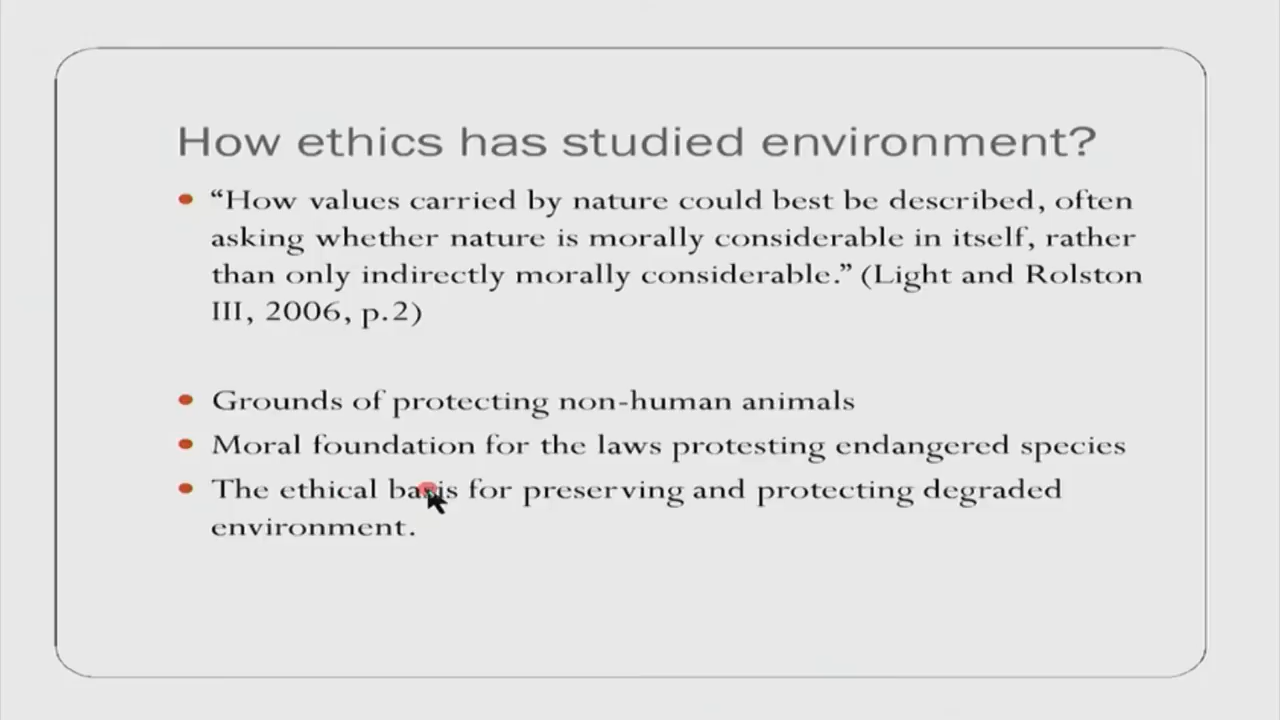 How ethics has studied environment?
• “How values carried by nature could best be described, often
asking whether nature is morally considerable in itself, rather
than only indirectly morally considerable.” (Light and Rolston
III, 2006, p.2)
• Grounds of protecting non-human animals
• Moral foundation for the laws protesting endangered species
• The ethical basis for preserving and protecting degraded
environment.